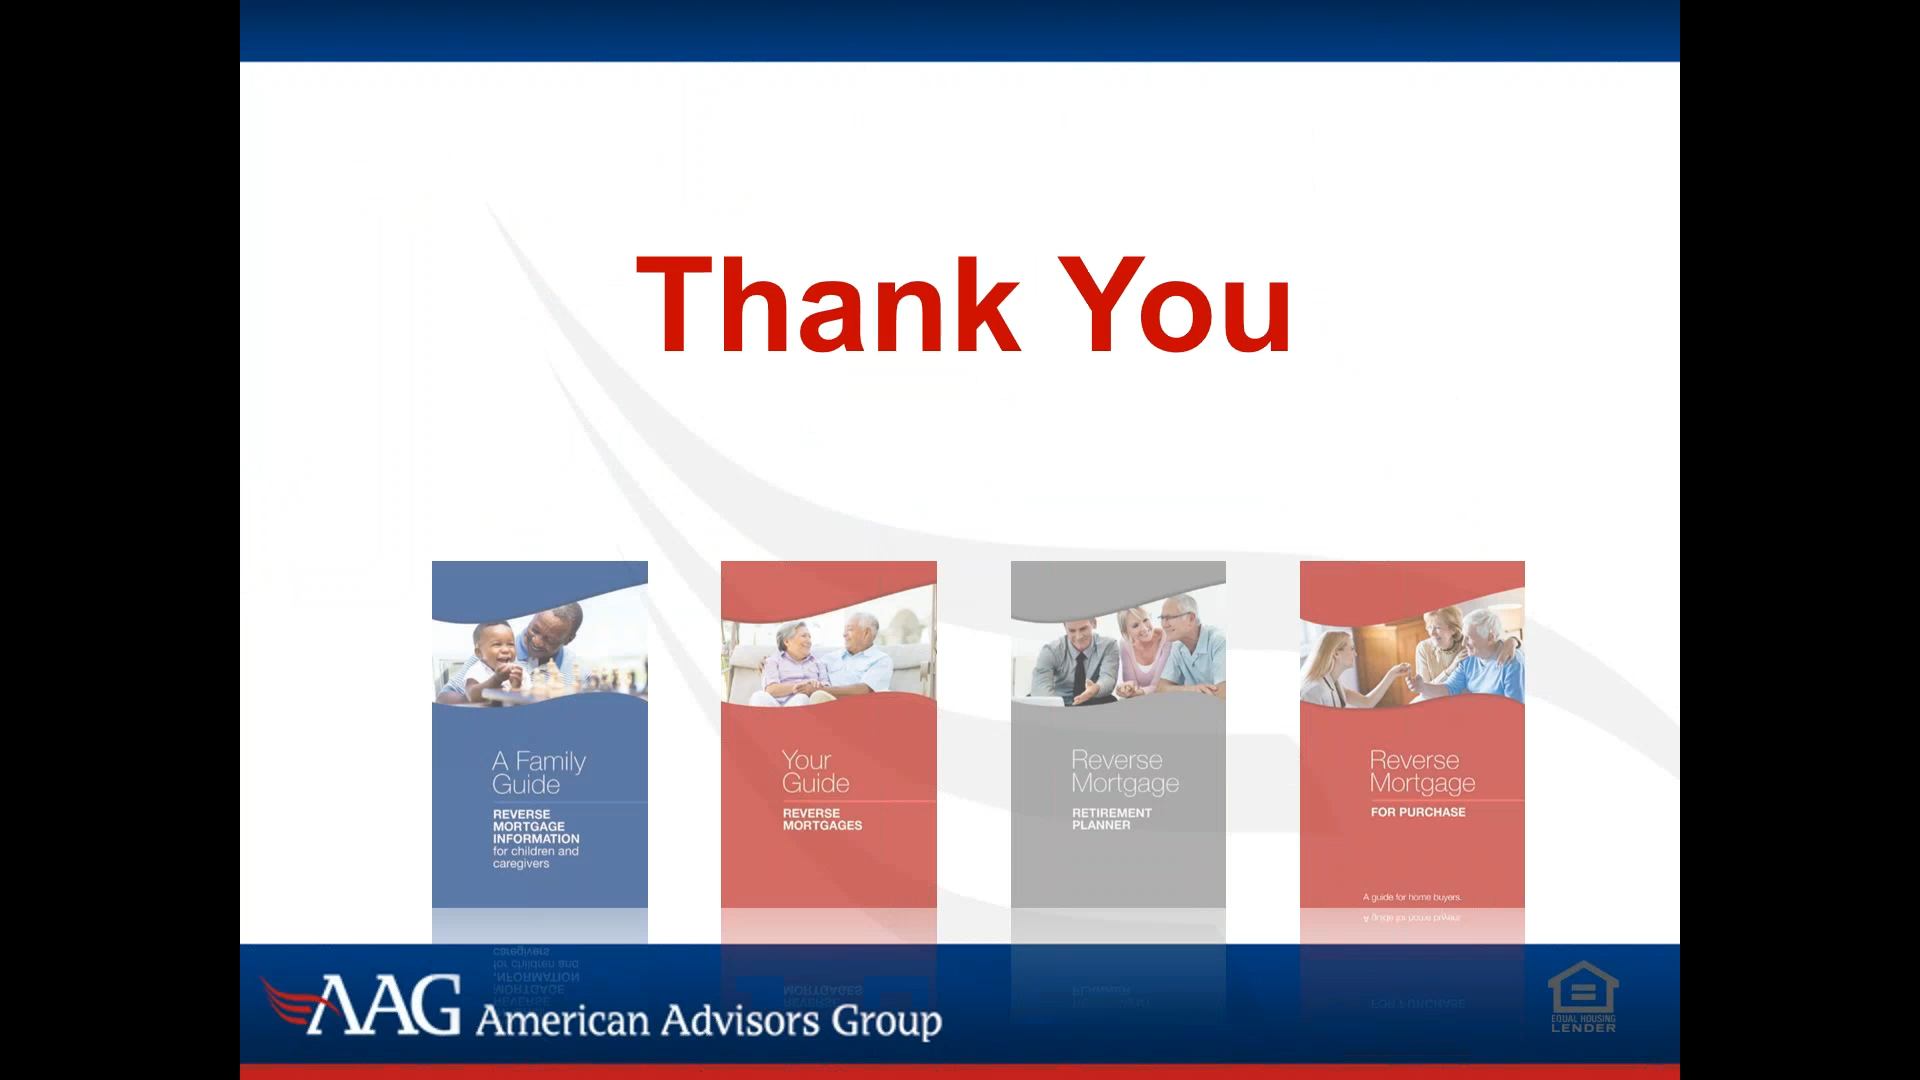 Thank You
A Family
Guide
REVERSE
MORTGAGE
INFORMATION
for children and
caregivers
Your
Guide
REVERSE
MORTGAGES
Reverse
Mortgage
RETIREMENT
PLANNER
Reverse
Mortgage
FOR PURCHASE
A guide for home buyers.
AAG American Advisors Group
EQUAL HOUSING
LENDER